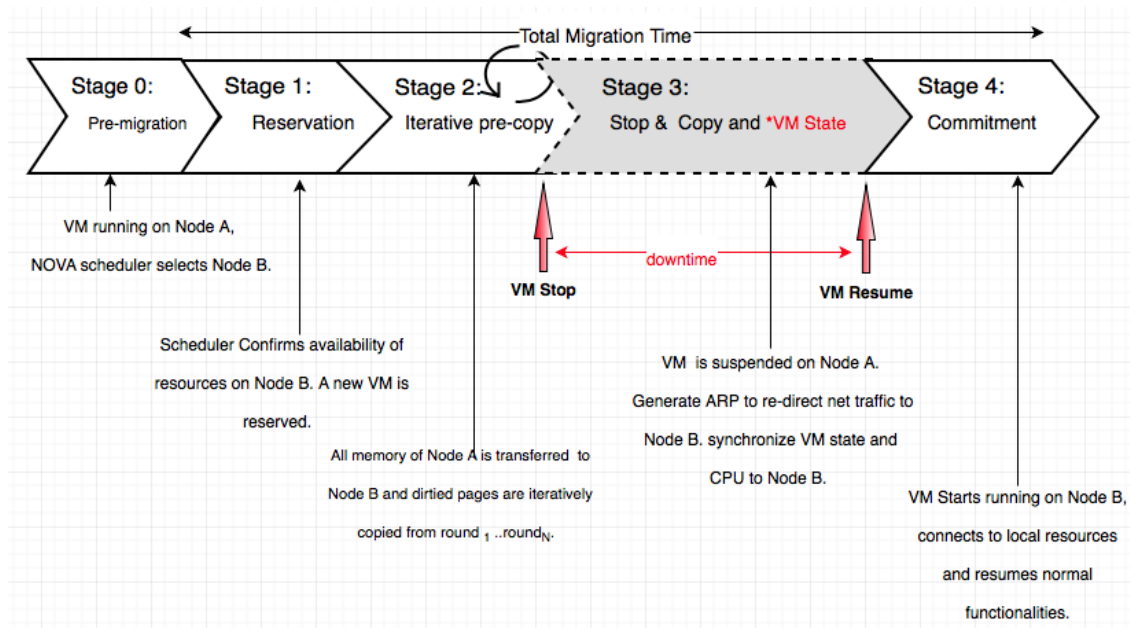 Total Migration Time
Stage 0:
Pre-migration
Stage 1:
Reservation
Stage 2:
Iterative pre-copy
Stage 3:
Stop & Copy and *VM State
Stage 4:
Commitment
VM running on Node A,
NOVA scheduler selects Node B.
downtime
VM Stop
VM Resume
Scheduler Confirms availability of
resources on Node B. A new VM is
reserved.
All memory of Node A is transferred to
Node B and dirtied pages are iteratively
copied from round 1 ..roundN.
VM is suspended on Node A.
Generate ARP to re-direct net traffic to
Node B. synchronize VM state and
CPU to Node B.
VM Starts running on Node B,
connects to local resources
and resumes normal
functionalities.